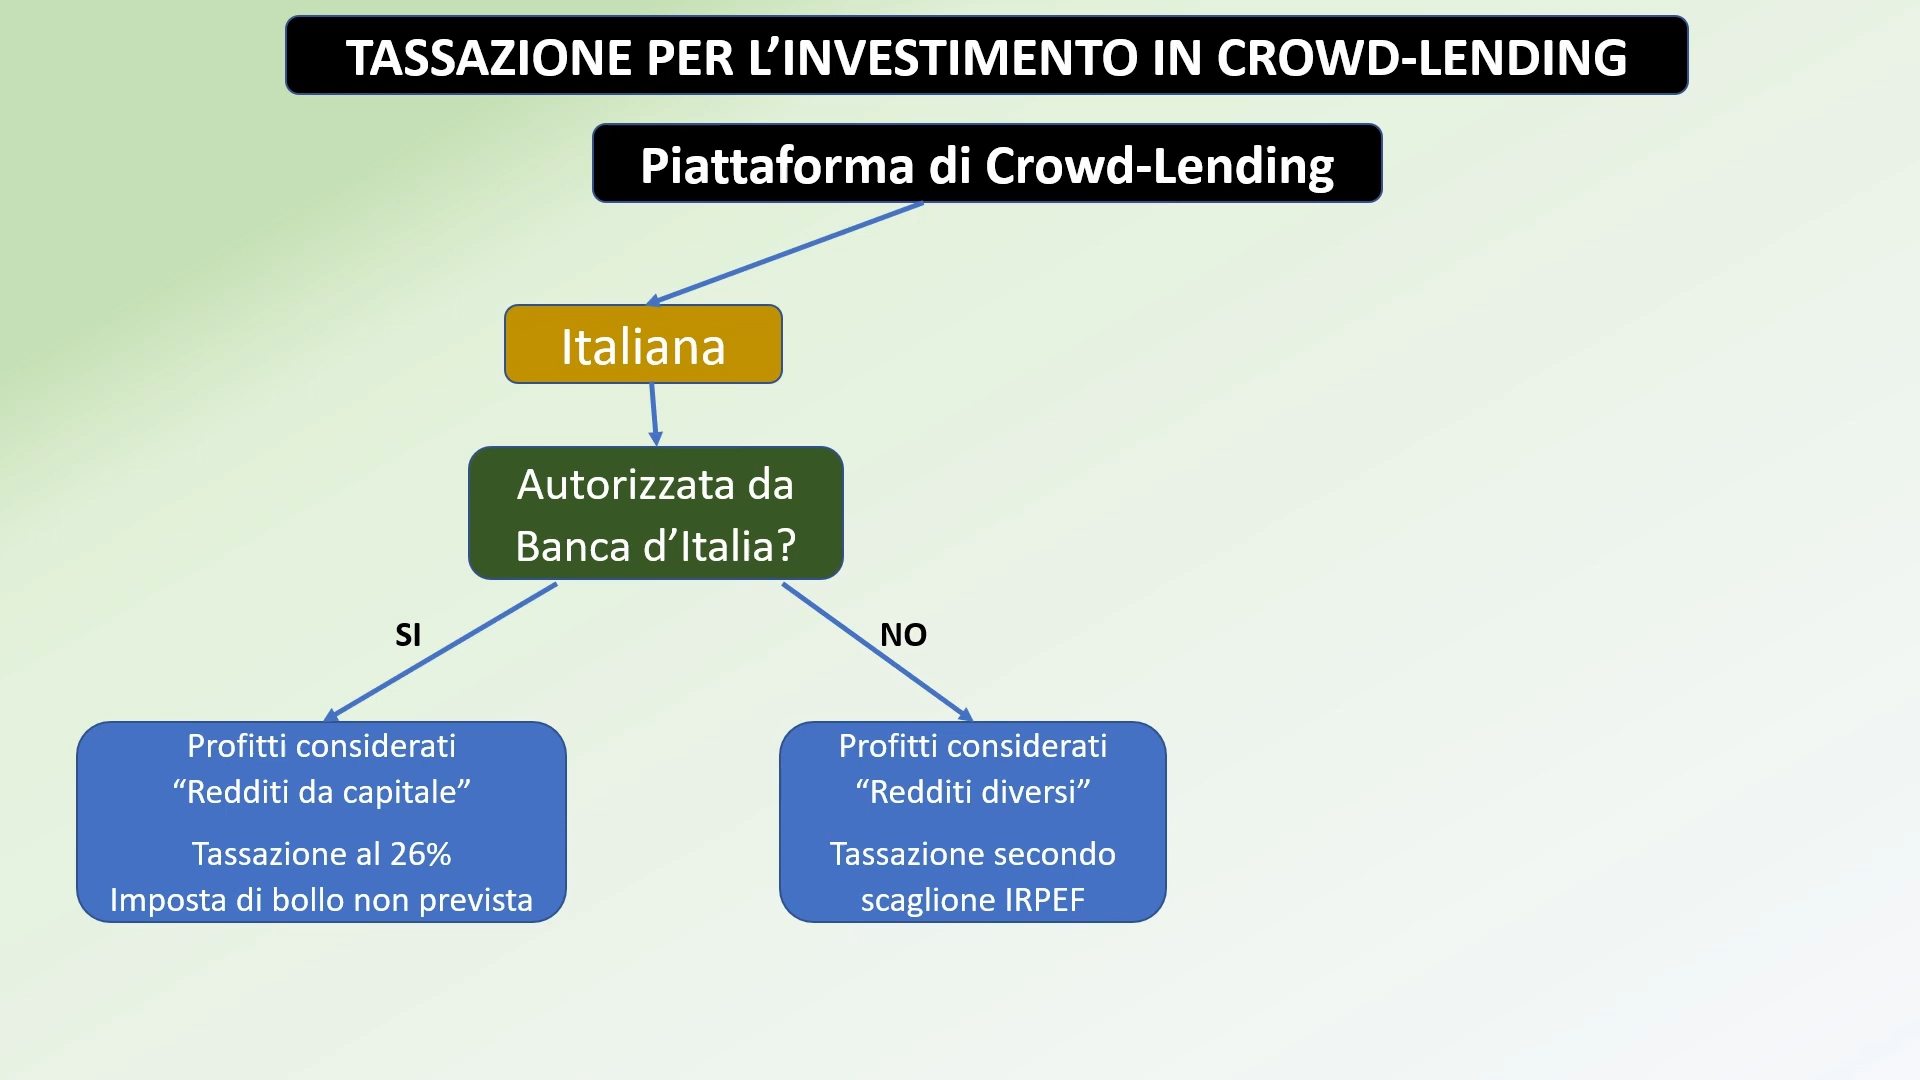 TASSAZIONE PER L’INVESTIMENTO IN CROWD-LENDING
Piattaforma di Crowd-Lending
Italiana
Autorizzata da
Banca d’Italia?
SI
NO
Profitti considerati
“Redditi da capitale”
Tassazione al 26%
Imposta di bollo non prevista
Profitti considerati
“Redditi diversi”
Tassazione secondo
scaglione IRPEF